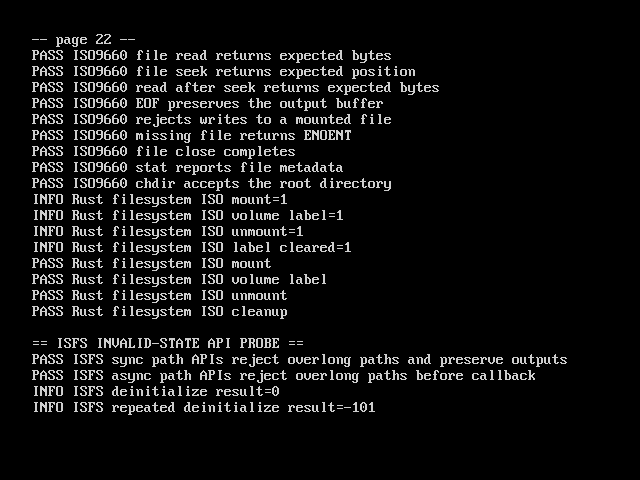 -- page 22 --
PASS ISO9660 file read returns expected bytes
PASS ISO9660 file seek returns expected position
PASS ISO9660 read after seek returns expected bytes
PASS ISO9660 EOF preserves the output buffer
PASS ISO9660 rejects writes to a mounted file
PASS ISO9660 missing file returns ENOENT
PASS ISO9660 file close completes
PASS ISO9660 stat reports file metadata
PASS ISO9660 chdir accepts the root directory
INFO Rust filesystem ISO mount=1
INFO Rust filesystem ISO volume label=1
INFO Rust filesystem ISO unmount=1
INFO Rust filesystem ISO label cleared=1
PASS Rust filesystem ISO mount
PASS Rust filesystem ISO volume label
PASS Rust filesystem ISO unmount
PASS Rust filesystem ISO cleanup
== ISFS INVALID-STATE API PROBE ==
PASS ISFS sync path APIs reject overlong paths and preserve outputs
PASS ISFS async path APIs reject overlong paths before callback
INFO ISFS deinitialize result=0
INFO ISFS repeated deinitialize result=-101